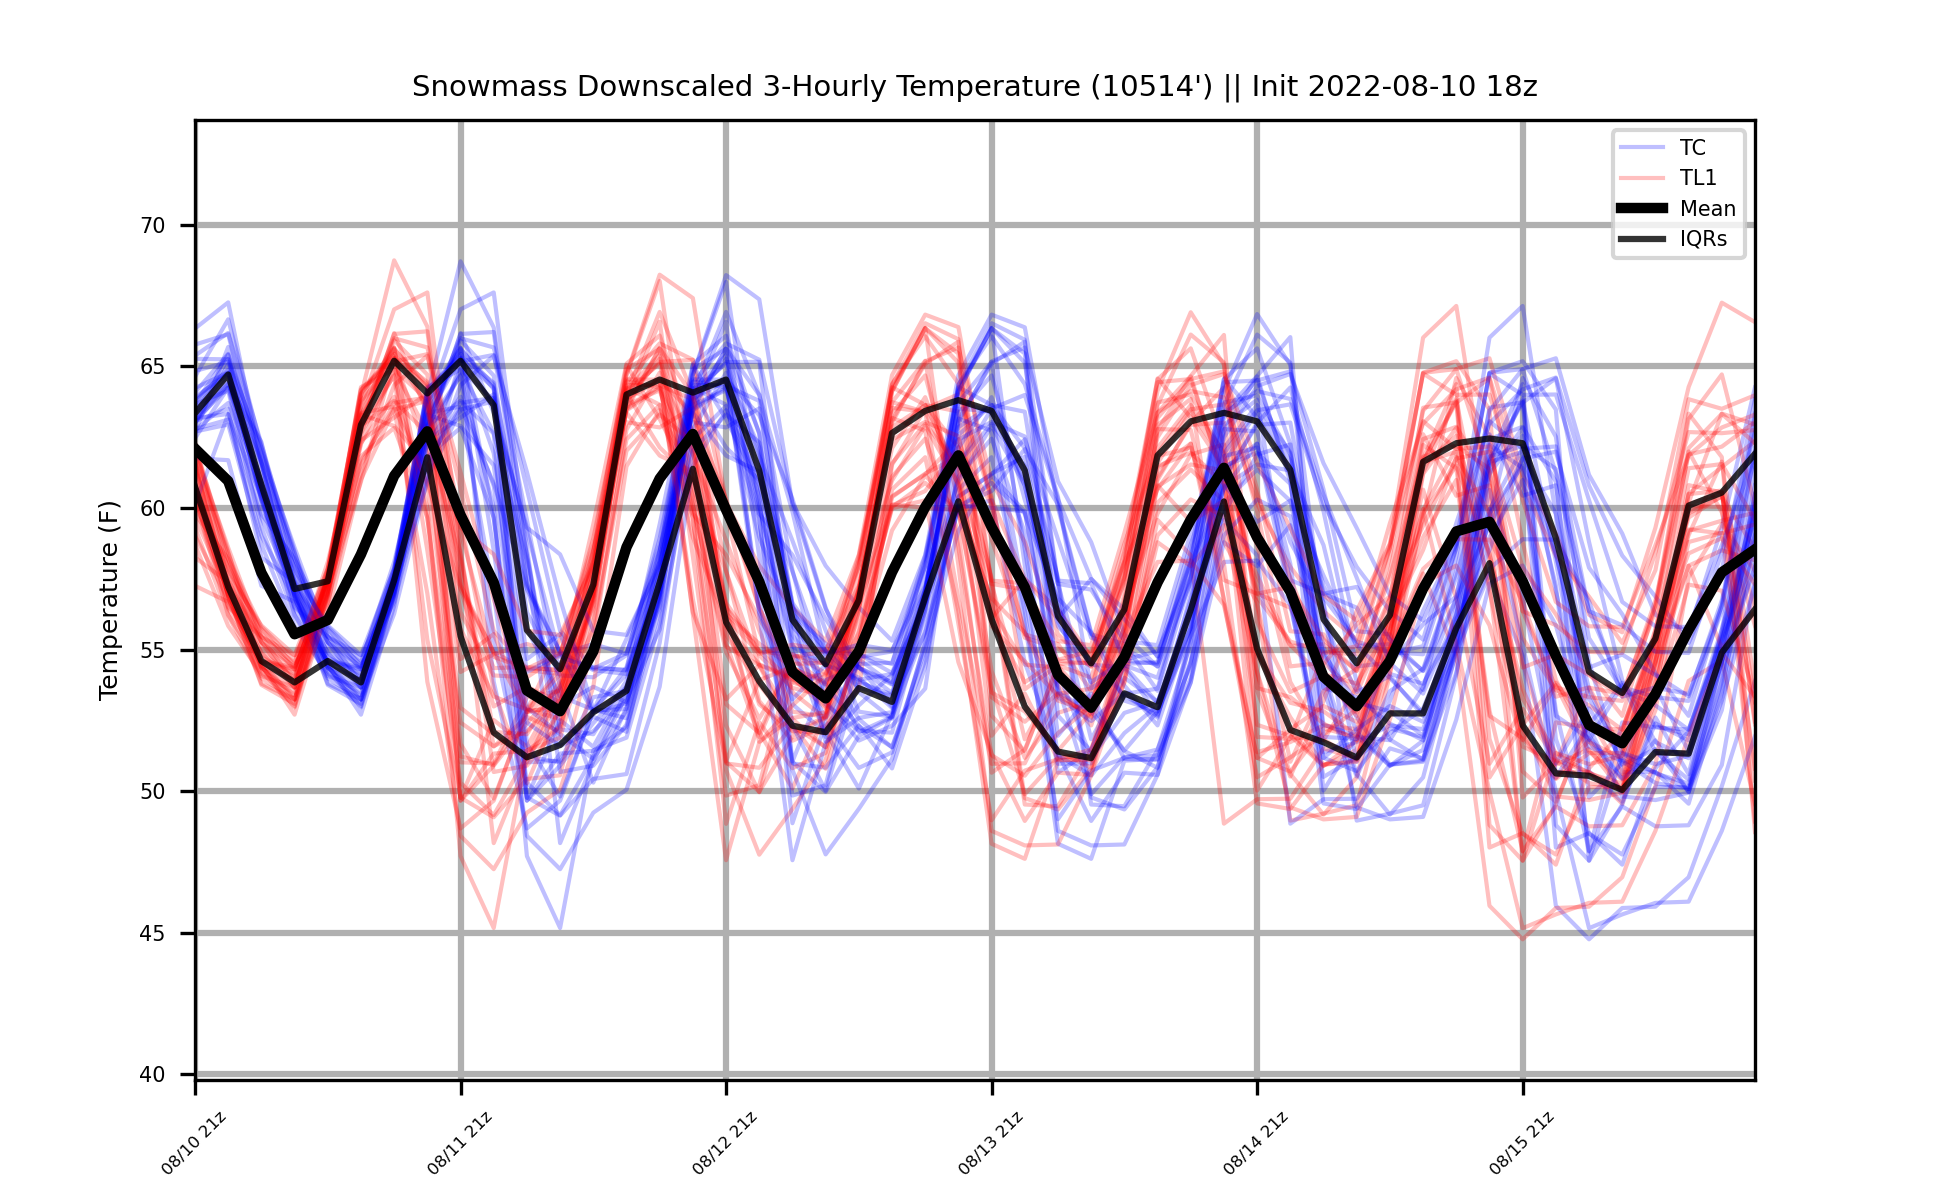 Snowmass Downscaled 3-Hourly Temperature (10514') || Init 2022-08-10 18z
TC
TL1
Mean
IQRs
Temperature (F)
70
65
60
55
50
45
40
08/10 21z
08/11 21z
08/12 21z
08/13 21z
08/14 21z
08/15 21z